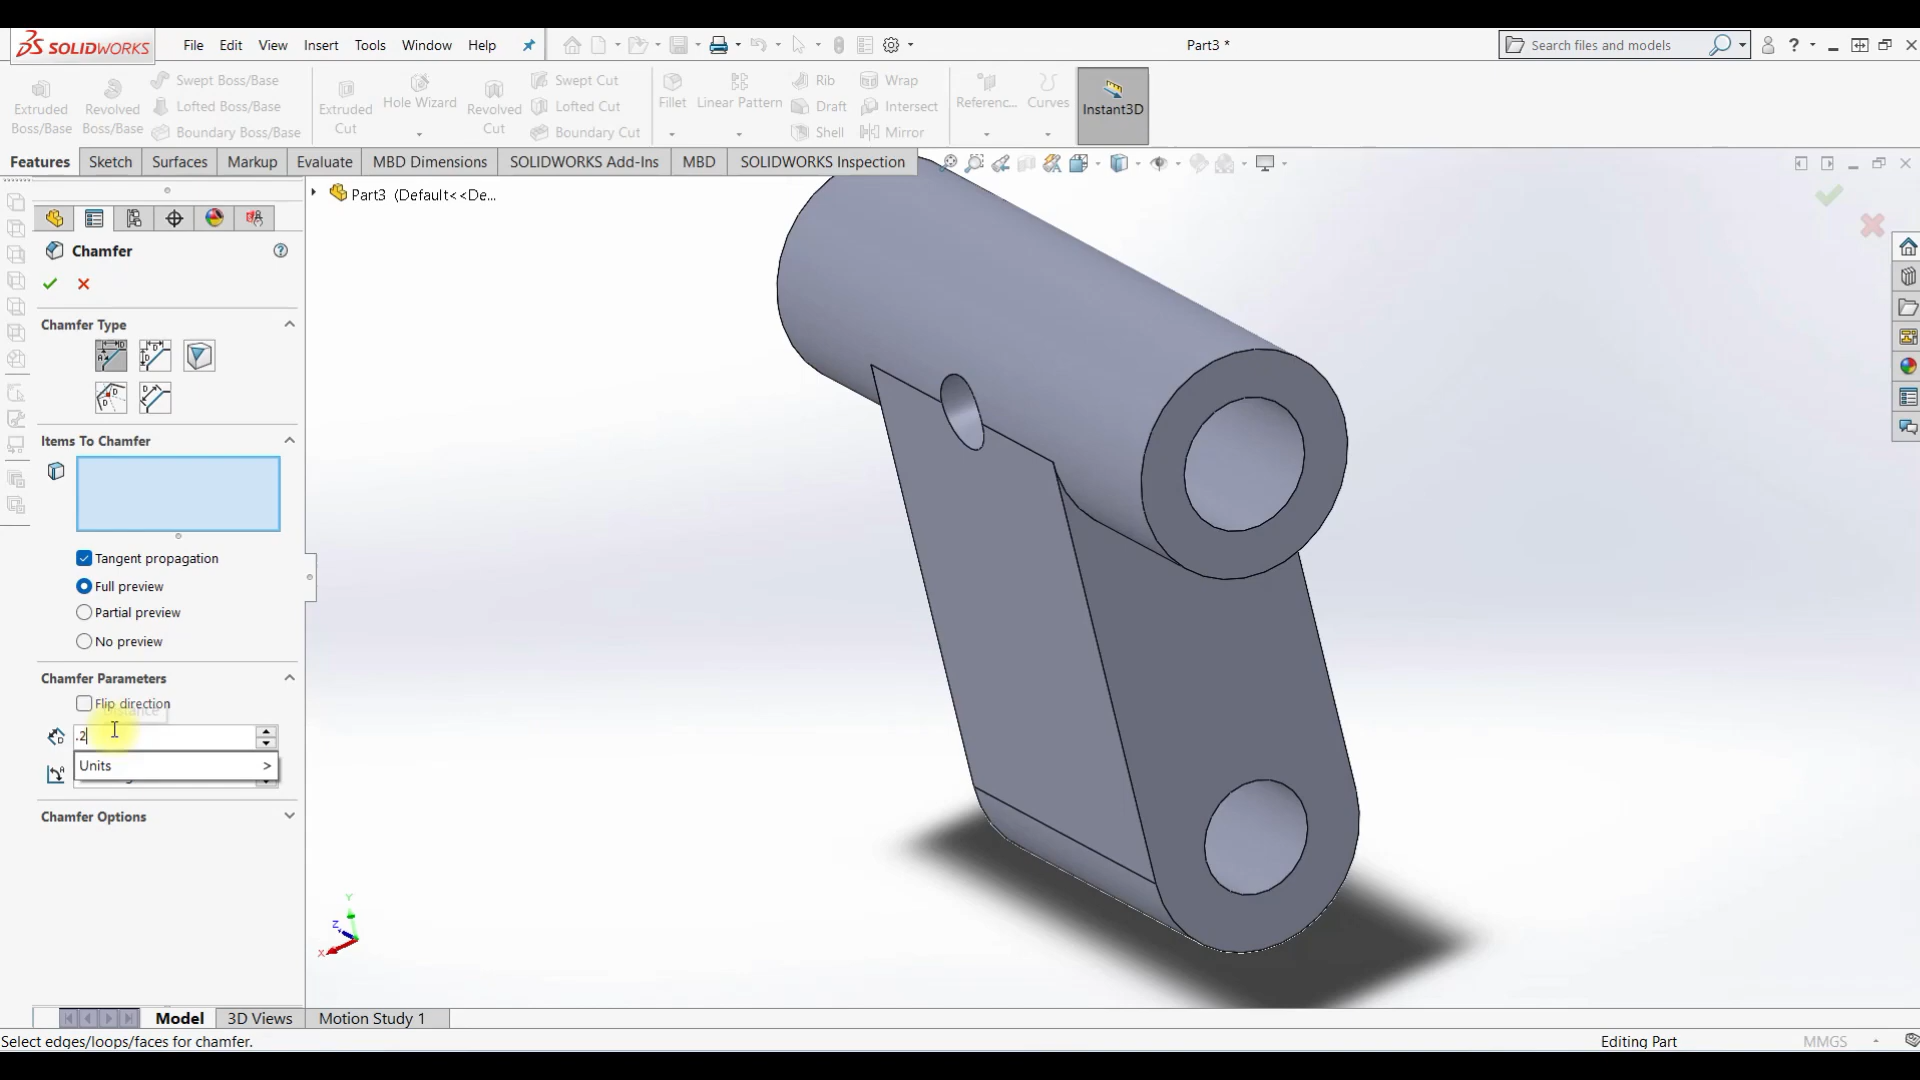 SOLIDWORKS File Edit View Insert Tools Window Help Part3 * Search files and models ?
Extruded Boss/Base Revolved Boss/Base Swept Boss/Base Lofted Boss/Base Boundary Boss/Base Extruded Cut Hole Wizard Revolved Cut Swept Cut Lofted Cut Boundary Cut Fillet Linear Pattern Rib Draft Shell Wrap Intersect Mirror Referenc... Curves Instant3D
Features Sketch Surfaces Markup Evaluate MBD Dimensions SOLIDWORKS Add-Ins MBD SOLIDWORKS Inspection
Part3 (Default<<De...
Chamfer
Chamfer Type
Items To Chamfer
Tangent propagation
Full preview
Partial preview
No preview
Chamfer Parameters
Flip direction
.2
Units >
Chamfer Options
Y
Z
X
Model 3D Views Motion Study 1
Select edges/loops/faces for chamfer. Editing Part MMGS